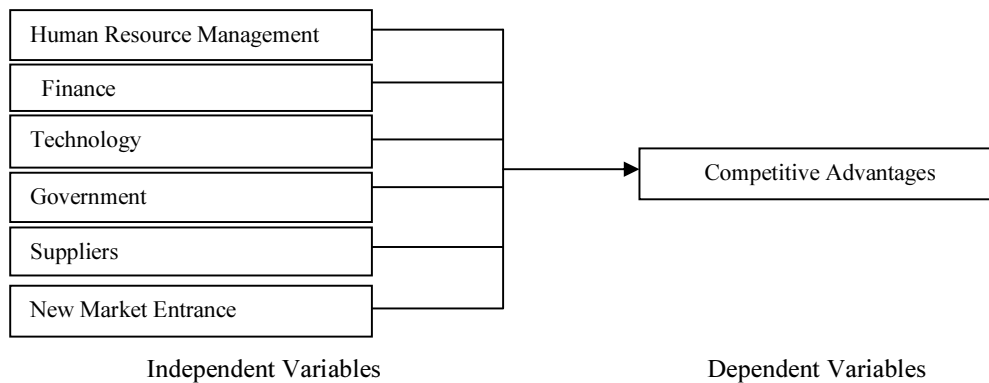 Human Resource Management
Finance
Technology
Government
Suppliers
New Market Entrance
Competitive Advantages
Independent Variables
Dependent Variables